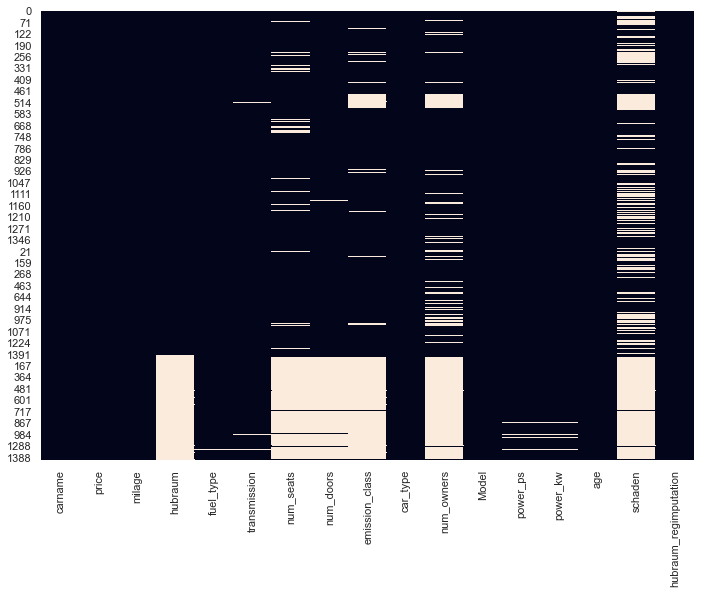 0
71
122
190
256
331
409
461
514
583
668
748
786
829
926
1047
1111
1160
1210
1271
1346
21
159
268
463
644
914
975
1071
1224
1391
167
364
481
601
717
867
984
1288
1388
carname
price
milage
hubraum
fuel_type
transmission
num_seats
num_doors
emission_class
car_type
num_owners
Model
power_ps
power_kw
age
schaden
hubraum_regimputation